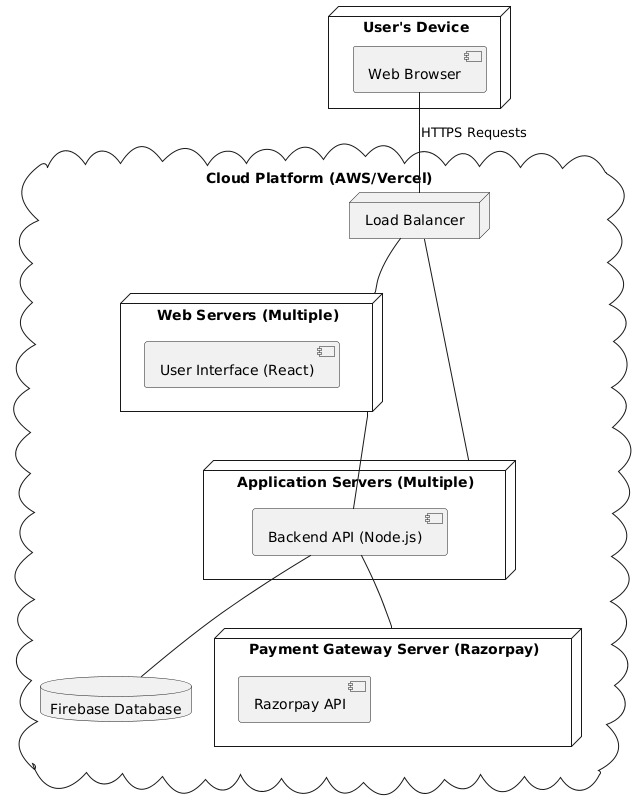 User's Device
Web Browser
HTTPS Requests
Cloud Platform (AWS/Vercel)
Load Balancer
Web Servers (Multiple)
User Interface (React)
Application Servers (Multiple)
Backend API (Node.js)
Payment Gateway Server (Razorpay)
Razorpay API
Firebase Database